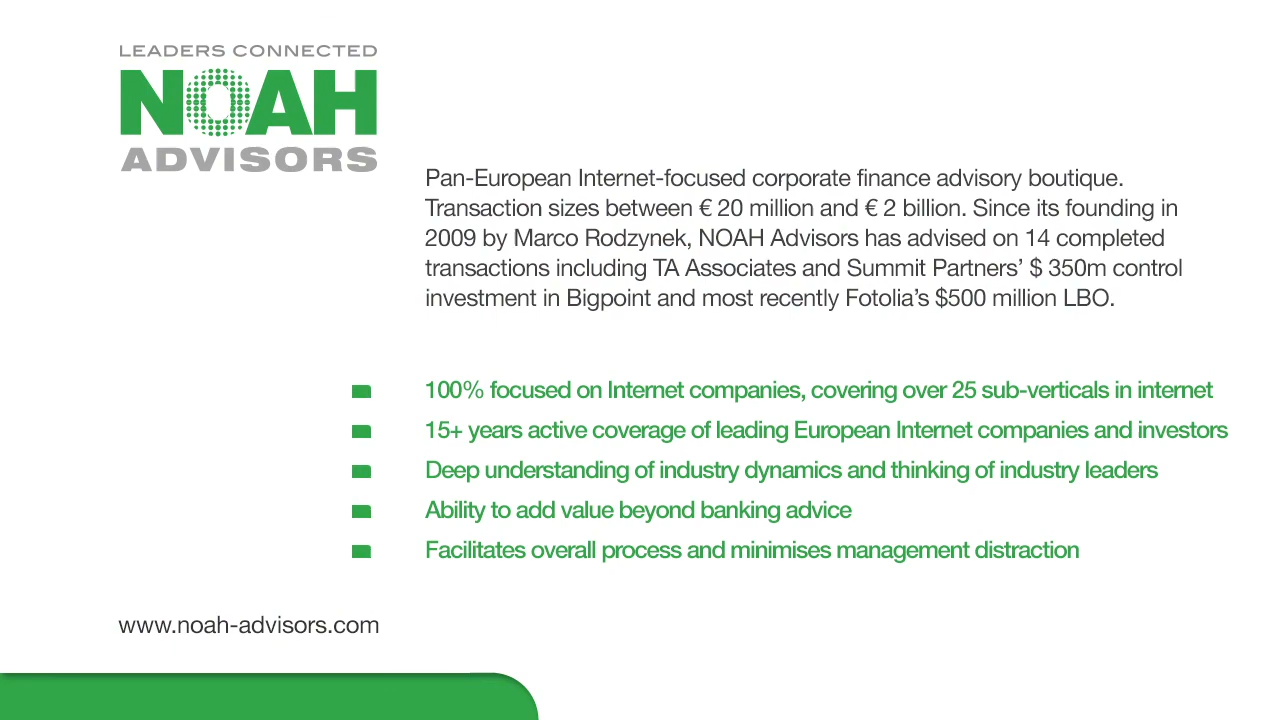 LEADERS CONNECTED
NOAH
ADVISORS
Pan-European Internet-focused corporate finance advisory boutique.
Transaction sizes between € 20 million and € 2 billion. Since its founding in
2009 by Marco Rodzynek, NOAH Advisors has advised on 14 completed
transactions including TA Associates and Summit Partners’ $ 350m control
investment in Bigpoint and most recently Fotolia’s $500 million LBO.
100% focused on Internet companies, covering over 25 sub-verticals in internet
15+ years active coverage of leading European Internet companies and investors
Deep understanding of industry dynamics and thinking of industry leaders
Ability to add value beyond banking advice
Facilitates overall process and minimises management distraction
www.noah-advisors.com